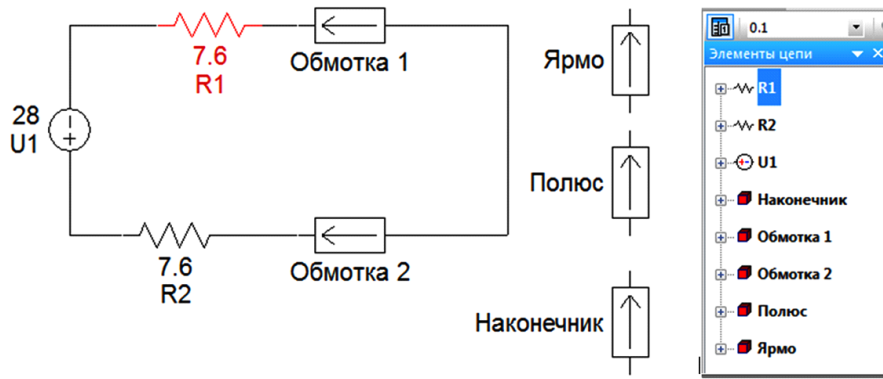 7.6
R1
Обмотка 1
28
U1
7.6
R2
Обмотка 2
Ярмо
Полюс
Наконечник
0.1
Элементы цепи
R1
R2
U1
Наконечник
Обмотка 1
Обмотка 2
Полюс
Ярмо